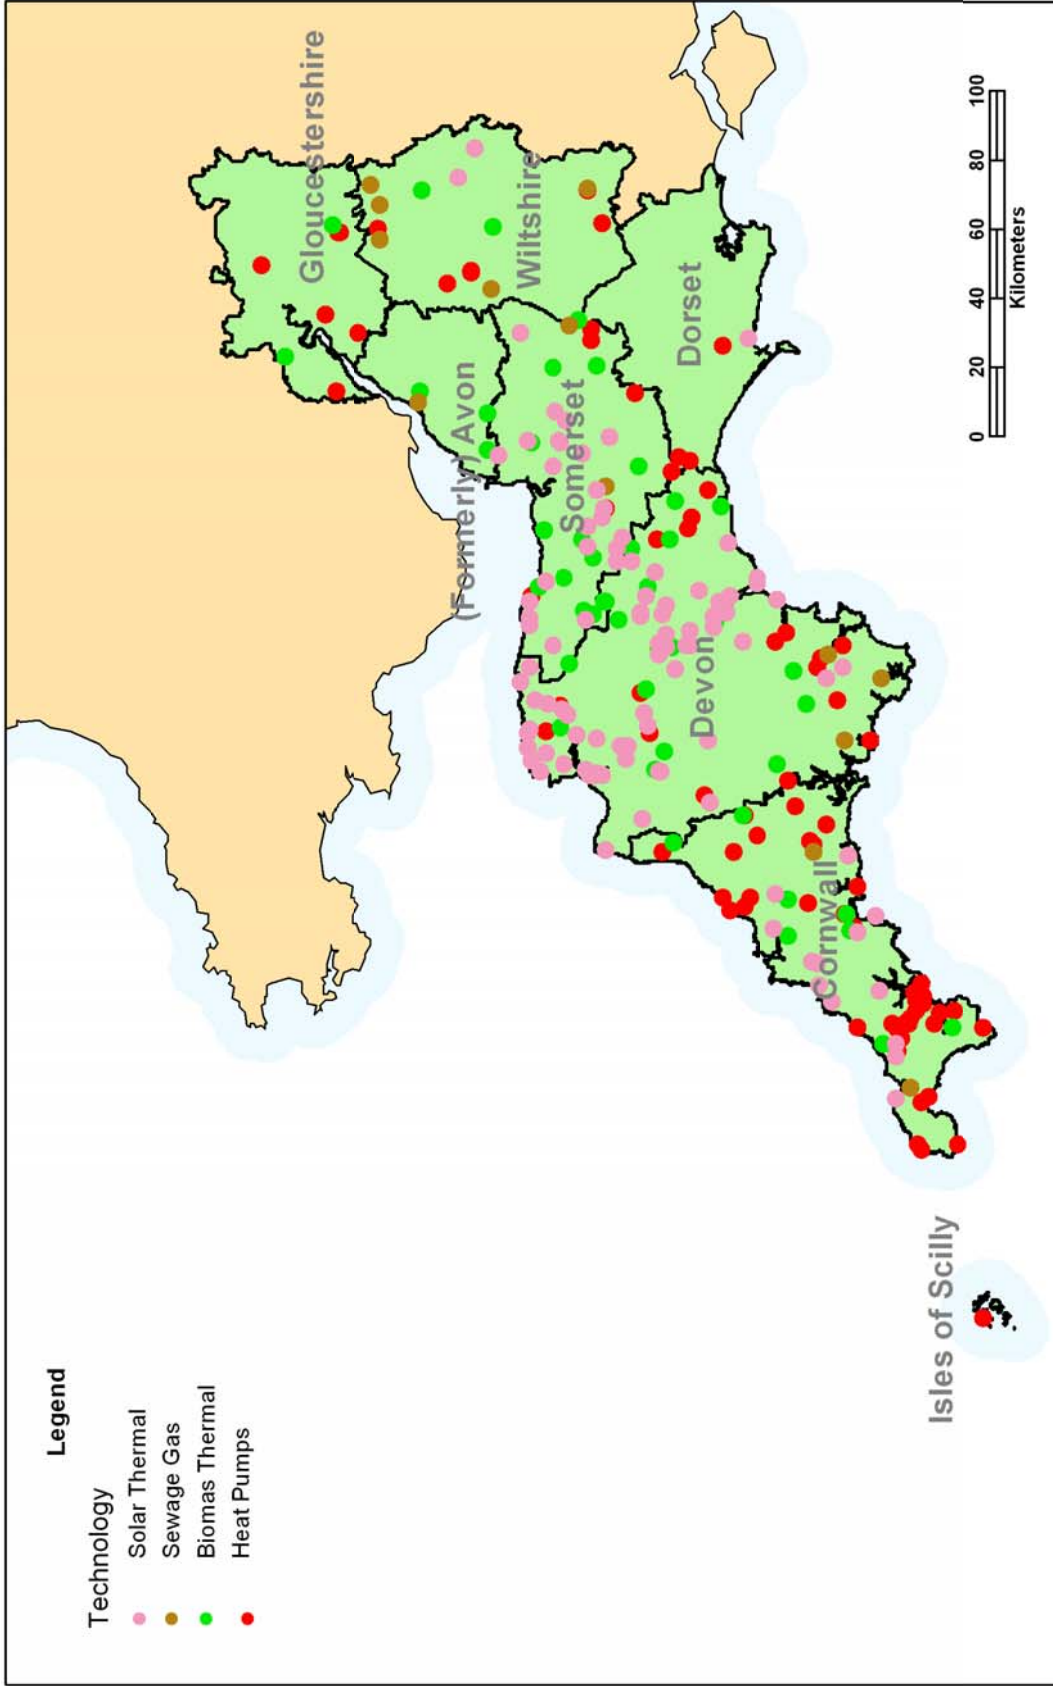 Legend
Technology
Solar Thermal
Sewage Gas
Biomas Thermal
Heat Pumps
Gloucestershire
Wiltshire
(Formerly) Avon
Somerset
Dorset
Devon
Cornwall
Isles of Scilly
0 20 40 60 80 100
Kilometers